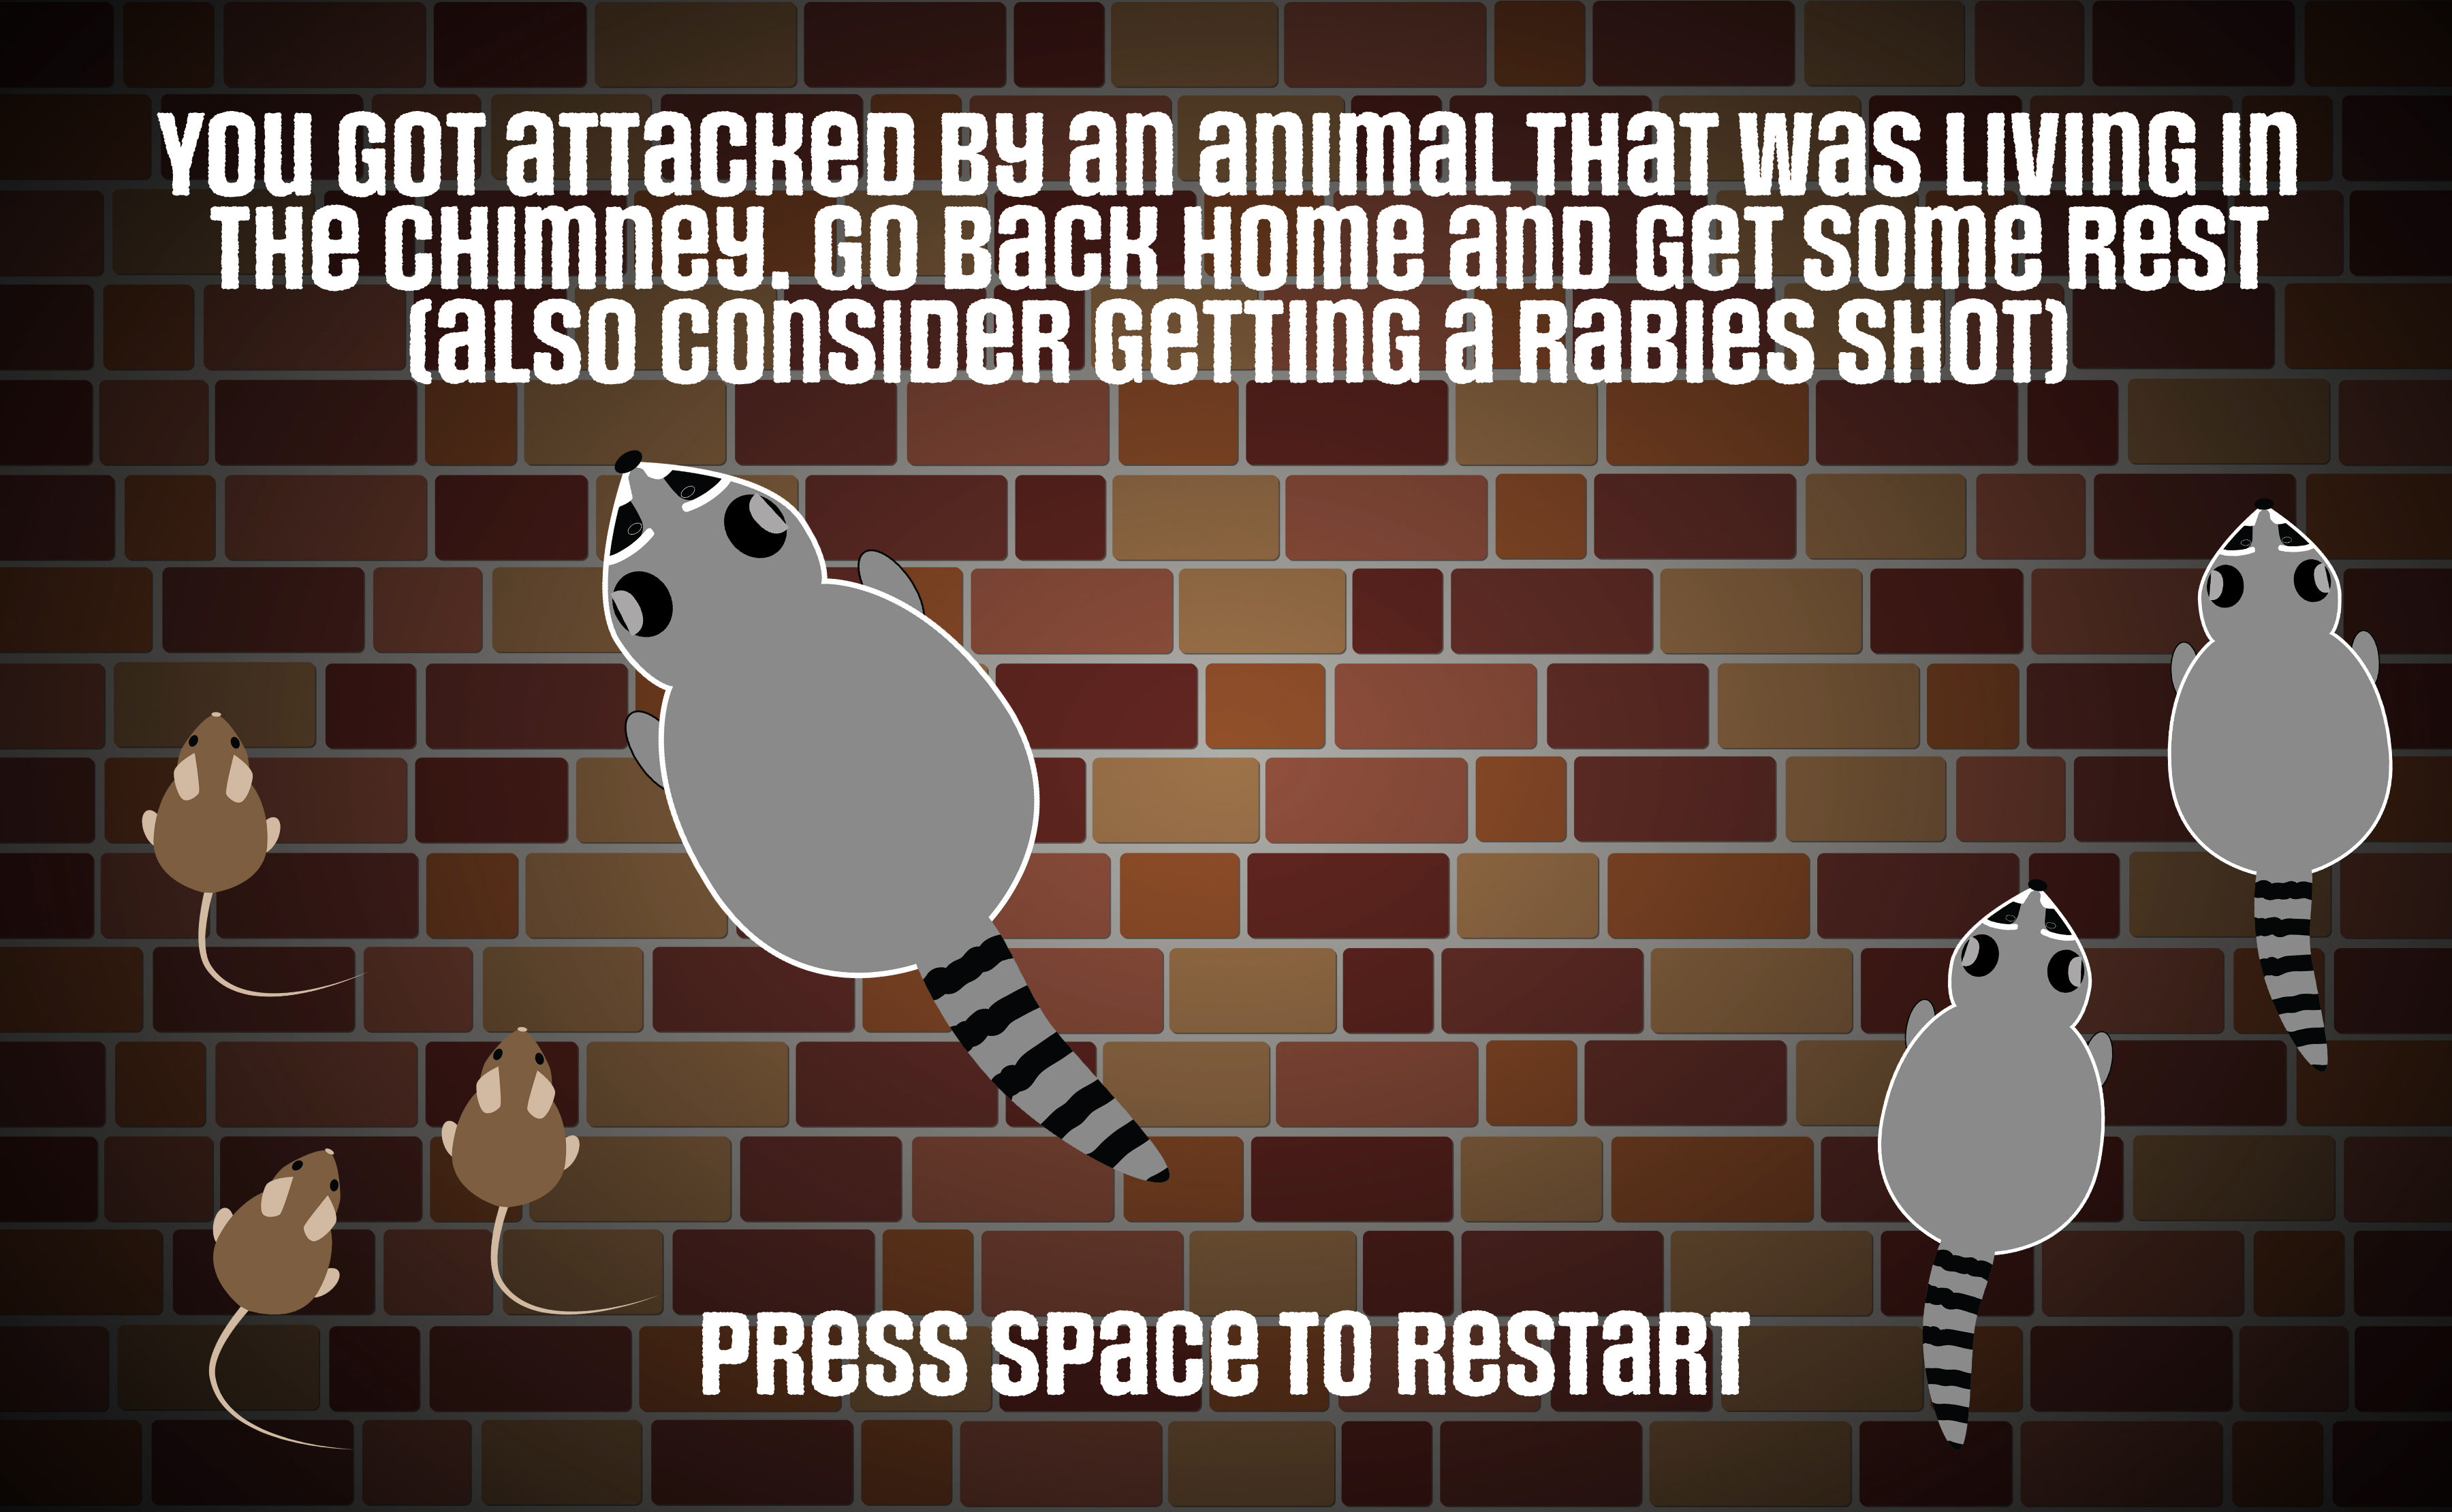 YOU GOT ATTACKED BY AN ANIMAL THAT WAS LIVING IN
THE CHIMNEY. GO BACK HOME AND GET SOME REST
(ALSO CONSIDER GETTING A RABIES SHOT)
PRESS SPACE TO RESTART